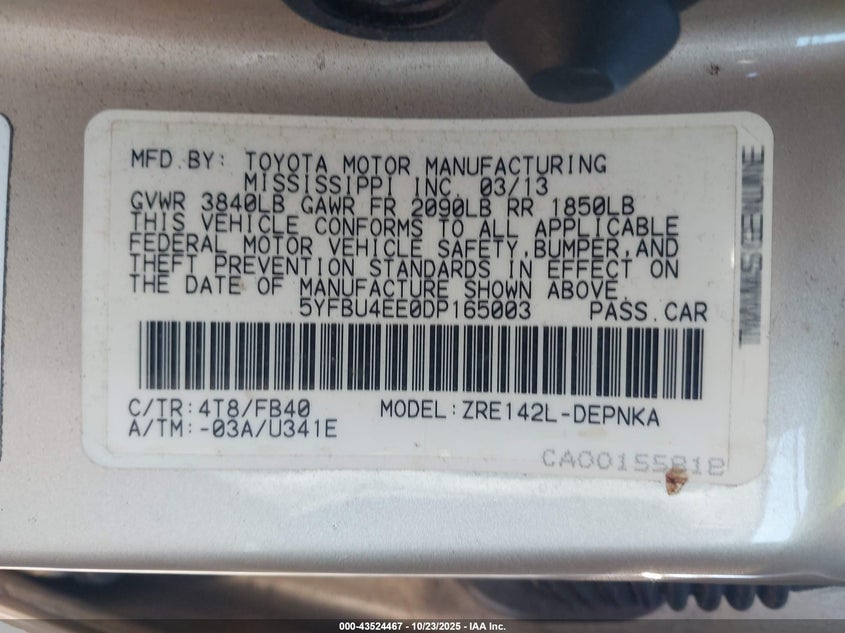 MFD.BY: TOYOTA MOTOR MANUFACTURING
MISSISSIPPI INC. 03/13
GVWR 3840LB GAWR FR 2090LB RR 1850LB
THIS VEHICLE CONFORMS TO ALL APPLICABLE
FEDERAL MOTOR VEHICLE SAFETY,BUMPER,AND
THEFT PREVENTION STANDARDS IN EFFECT ON
THE DATE OF MANUFACTURE SHOWN ABOVE.
5YFBU4EE0DP165003 PASS.CAR
C/TR:4T8/FB40 MODEL:ZRE142L-DEPNKA
A/TM:-03A/U341E
GENUINE
000-43524467 | 10/23/2025 - IAA Inc.